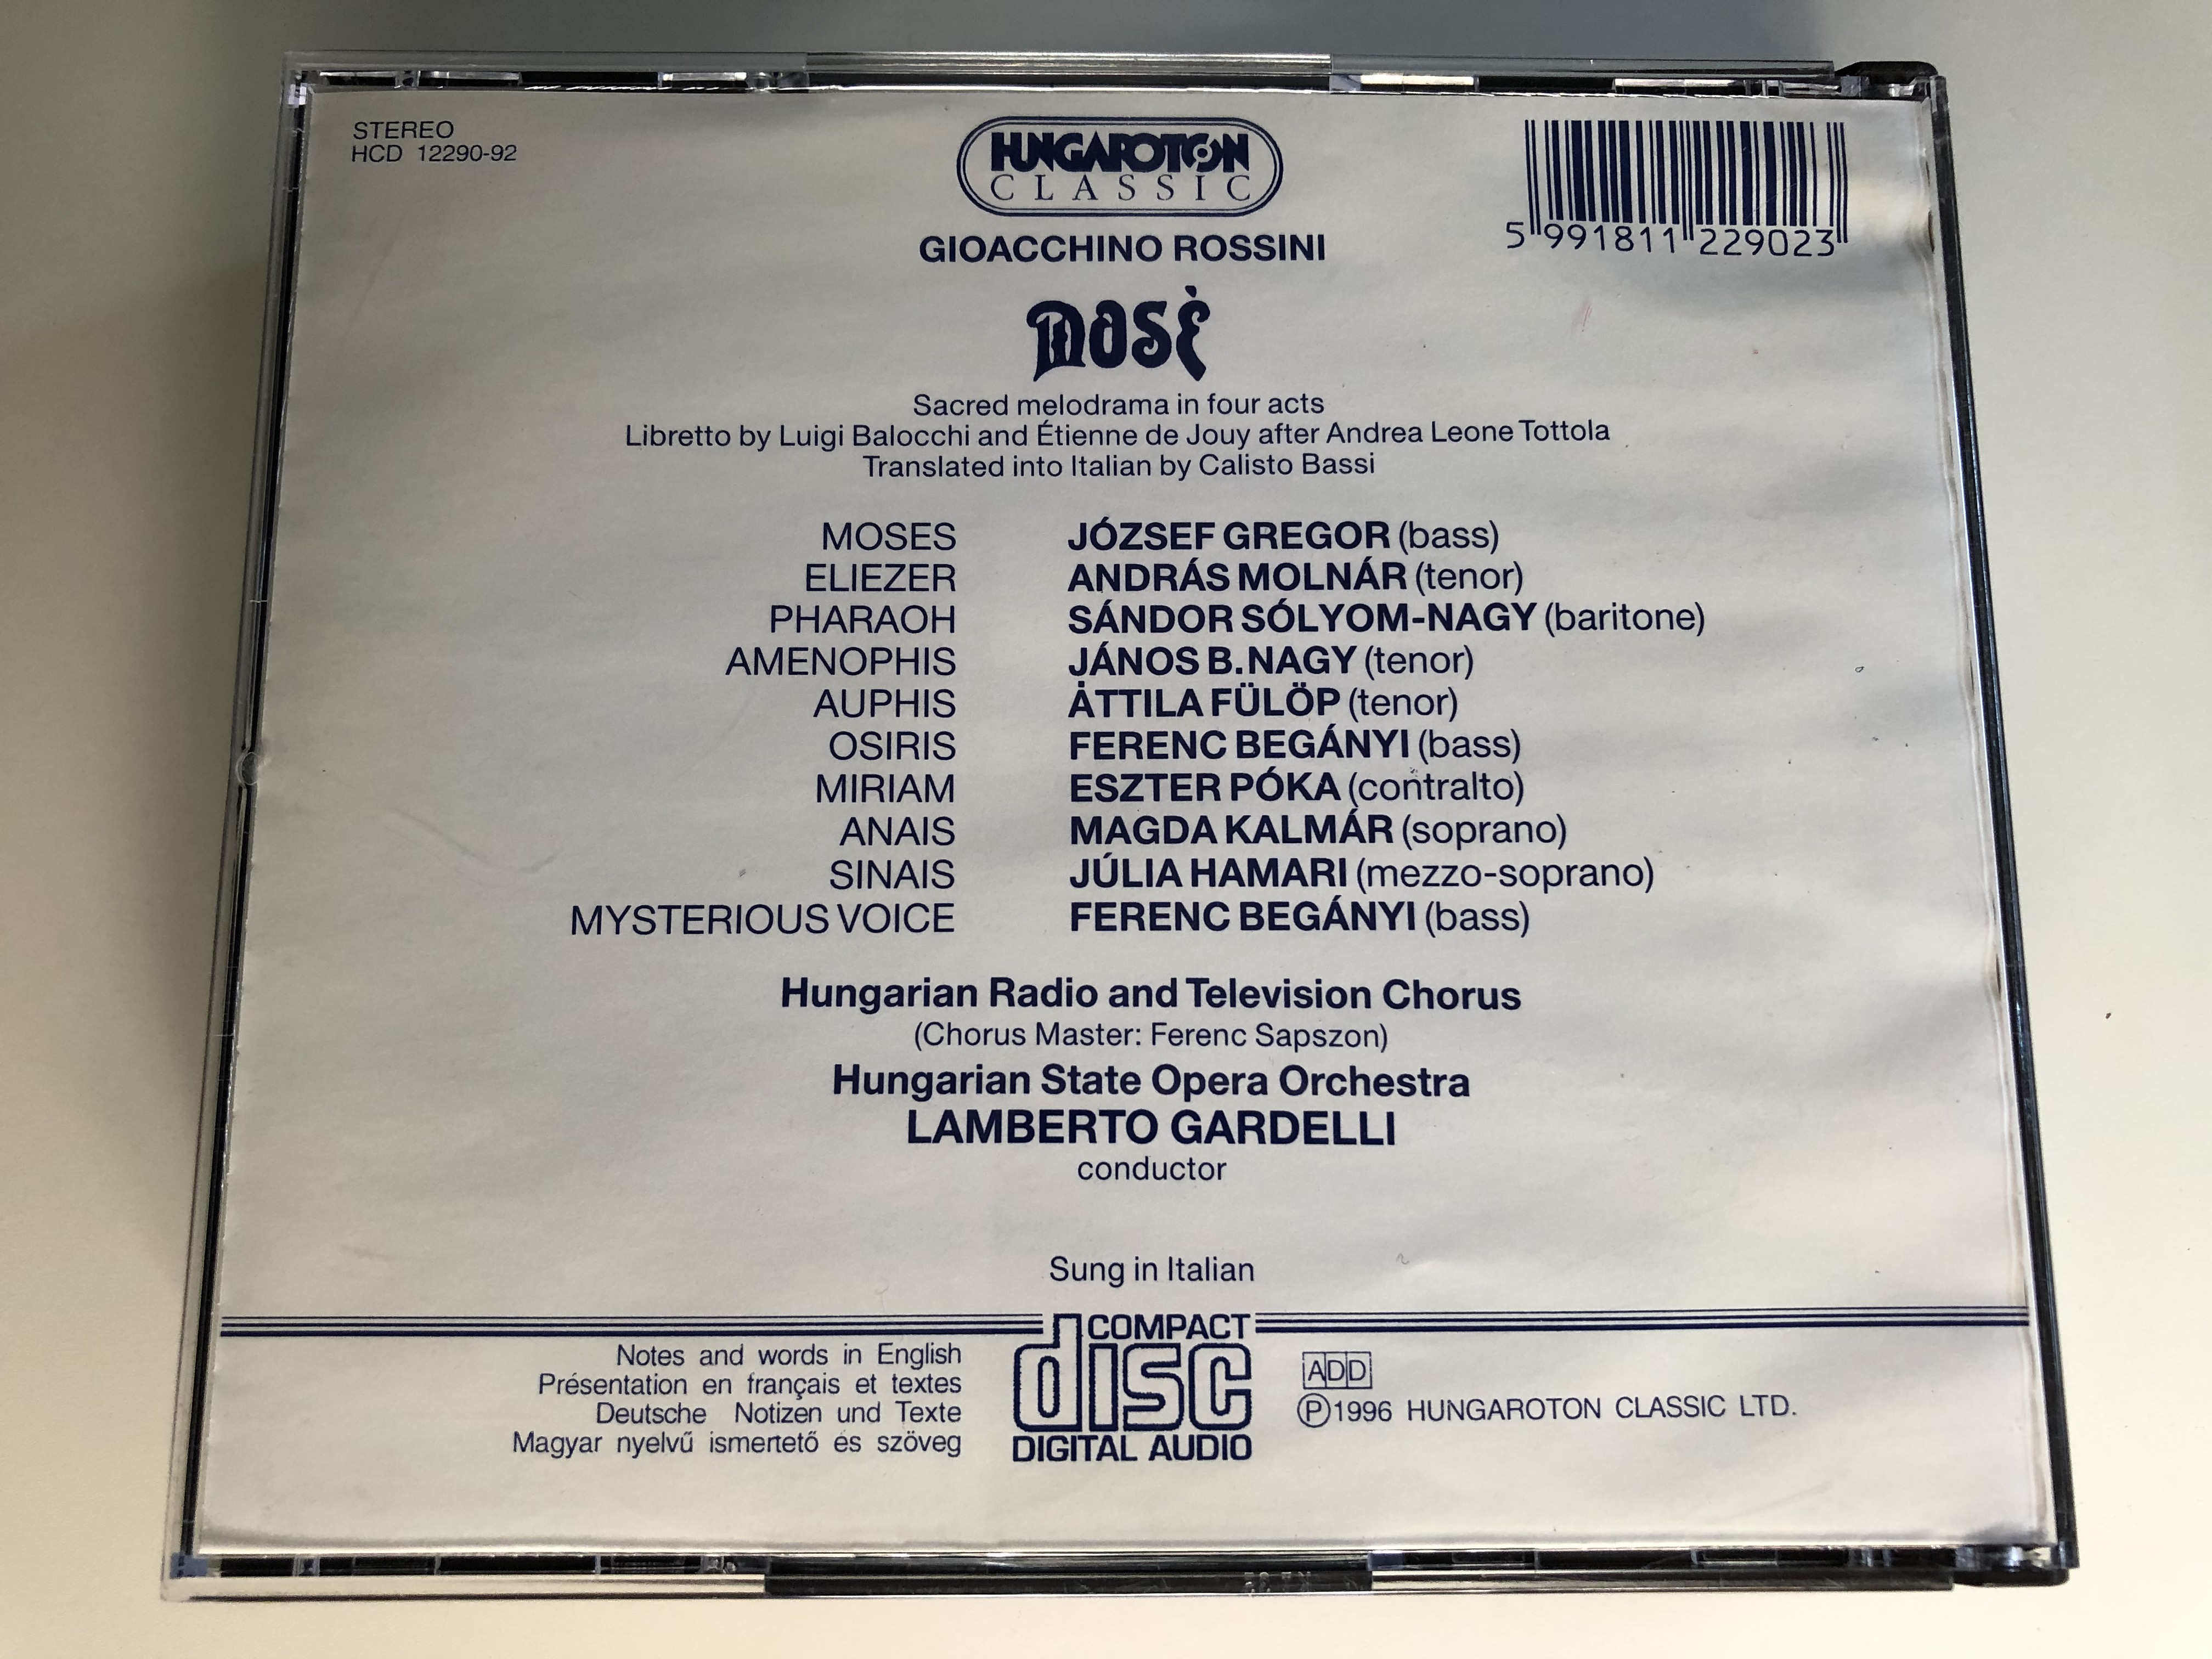 STEREO
HCD 12290-92
HUNGAROTON
CLASSIC
5 991811 229023
GIOACCHINO ROSSINI
MOSÈ
Sacred melodrama in four acts
Libretto by Luigi Balocchi and Étienne de Jouy after Andrea Leone Tottola
Translated into Italian by Calisto Bassi
MOSES JÓZSEF GREGOR (bass)
ELIEZER ANDRÁS MOLNÁR (tenor)
PHARAOH SÁNDOR SÓLYOM-NAGY (baritone)
AMENOPHIS JÁNOS B. NAGY (tenor)
AUPHIS ATTILA FÜLÖP (tenor)
OSIRIS FERENC BEGÁNYI (bass)
MIRIAM ESZTER PÓKA (contralto)
ANAIS MAGDA KALMÁR (soprano)
SINAIS JÚLIA HAMARI (mezzo-soprano)
MYSTERIOUS VOICE FERENC BEGÁNYI (bass)
Hungarian Radio and Television Chorus
(Chorus Master: Ferenc Sapszon)
Hungarian State Opera Orchestra
LAMBERTO GARDELLI
conductor
Sung in Italian
Notes and words in English
Présentation en français et textes
Deutsche Notizen und Texte
Magyar nyelvű ismertető és szöveg
COMPACT
disc
DIGITAL AUDIO
ADD
Ⓟ1996 HUNGAROTON CLASSIC LTD.